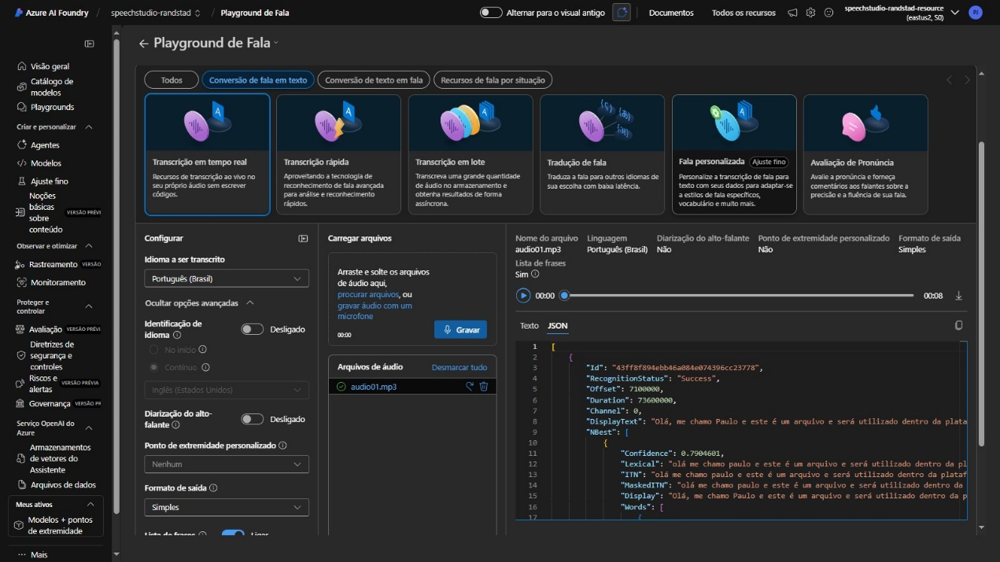 Azure AI Foundry / speechstudio-randstad / Playground de Fala
Alternar para o visual antigo
Documentos
Todos os recursos
speechstudio-randstad-resource
(eastus2, S0)
PJ
Visão geral
Catálogo de
modelos
Playgrounds
Criar e personalizar
Agentes
Modelos
Ajuste fino
Noções
básicas
sobre
conteúdo
VERSÃO PRÉVI
Observar e otimizar
Rastreamento VERSÃO
Monitoramento
Proteger e
controlar
Avaliação VERSÃO PRÉVI
Diretrizes de
segurança e
controles
Riscos e
alertas
VERSÃO PRÉVIA
Governança VERSÃO PR
Serviço OpenAI do
Azure
Armazenamentos
de vetores do
Assistente
Arquivos de dados
Meus ativos
Modelos + pontos
de extremidade
Mais
Playground de Fala
Todos
Conversão de fala em texto
Conversão de texto em fala
Recursos de fala por situação
Transcrição em tempo real
Recursos de transcrição ao vivo no
seu próprio áudio sem escrever
códigos.
Transcrição rápida
Aproveitando a tecnologia de
reconhecimento de fala avançada
para análise e reconhecimento
rápidos.
Transcrição em lote
Transcreva uma grande quantidade
de áudio no armazenamento e
obtenha resultados de forma
assíncrona.
Tradução de fala
Traduza a fala para outros idiomas de
sua escolha com baixa latência.
Fala personalizada Ajuste fino
Personalize a transcrição de fala para
texto com seus dados para adaptar-se
a estilos de fala específicos,
vocabulário e muito mais.
Avaliação de Pronúncia
Avalie a pronúncia e forneça
comentários aos falantes sobre a
precisão e a fluência de sua fala.
Configurar
Idioma a ser transcrito
Português (Brasil)
Ocultar opções avançadas
Identificação de
idioma
Desligado
No início
Contínuo
Inglês (Estados Unidos)
Diarização do alto-
falante
Desligado
Ponto de extremidade personalizado
Nenhum
Formato de saída
Simples
Lista de frases
Ligar
Carregar arquivos
Arraste e solte os arquivos
de áudio aqui,
procurar arquivos, ou
gravar áudio com um
microfone
00:00
Gravar
Arquivos de áudio
Desmarcar tudo
audio01.mp3
Nome do arquivo
audio01.mp3
Linguagem
Português (Brasil)
Diarização do alto-falante
Não
Ponto de extremidade personalizado
Não
Formato de saída
Simples
Lista de frases
Sim
00:00
00:08
Texto JSON
1 [
2 {
3 "Id": "43ff8f894ebb46a084e074396cc23778",
4 "RecognitionStatus": "Success",
5 "Offset": 7100000,
6 "Duration": 73600000,
7 "Channel": 0,
8 "DisplayText": "Olá, me chamo Paulo e este é um arquivo e será utilizado dentro da plata
9 "NBest": [
10 {
11 "Confidence": 0.7904601,
12 "Lexical": "olá me chamo paulo e este é um arquivo e será utilizado dentro da pl
13 "ITN": "olá me chamo paulo e este é um arquivo e será utilizado dentro da plataf
14 "MaskedITN": "olá me chamo paulo e este é um arquivo e será utilizado dentro da
15 "Display": "Olá, me chamo Paulo e este é um arquivo e será utilizado dentro da p
16 "Words": [
17 {